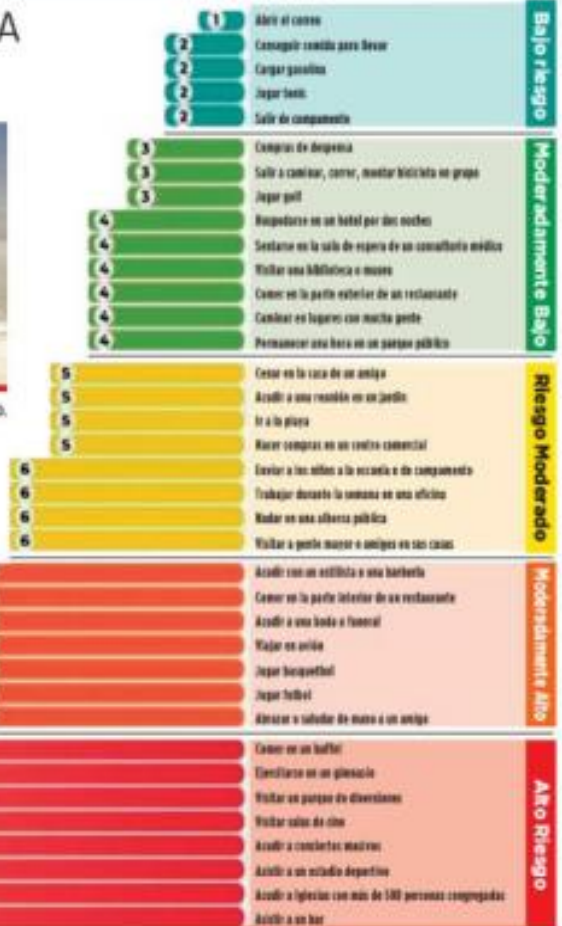 A
1 Abrir el correo
2 Conseguir comida para llevar
2 Cargar gasolina
2 Jugar tenis
2 Salir de campamento
Bajo riesgo
3 Compras de despensa
3 Salir a caminar, correr, montar bicicleta en grupo
3 Jugar golf
4 Hospedarse en un hotel por dos noches
4 Sentarse en la sala de espera de un consultorio médico
4 Visitar una biblioteca o museo
4 Comer en la parte exterior de un restaurante
4 Caminar en lugares con mucha gente
4 Permanecer una hora en un parque público
Moderadamonte Bajo
5 Cenar en la casa de un amigo
5 Acudir a una reunión en un jardín
5 Ir a la playa
5 Hacer compras en un centro comercial
6 Enviar a los niños a la escuela o de campamento
6 Trabajar durante la semana en una oficina
6 Nadar en una alberca pública
6 Visitar a gente mayor o amigos en sus casas
Riesgo Moderado
Acudir con un estilista o una barbería
Comer en la parte interior de un restaurante
Acudir a una boda o funeral
Viajar en avión
Jugar basquetbol
Jugar futbol
Abrazar o saludar de mano a un amigo
Moderadamente Alto
Comer en un buffet
Ejercitarse en un gimnasio
Visitar un parque de diversiones
Visitar salas de cine
Acudir a conciertos masivos
Asistir a un estadio deportivo
Acudir a Iglesias con más de 500 personas congregadas
Asistir a un bar
Alto Riesgo